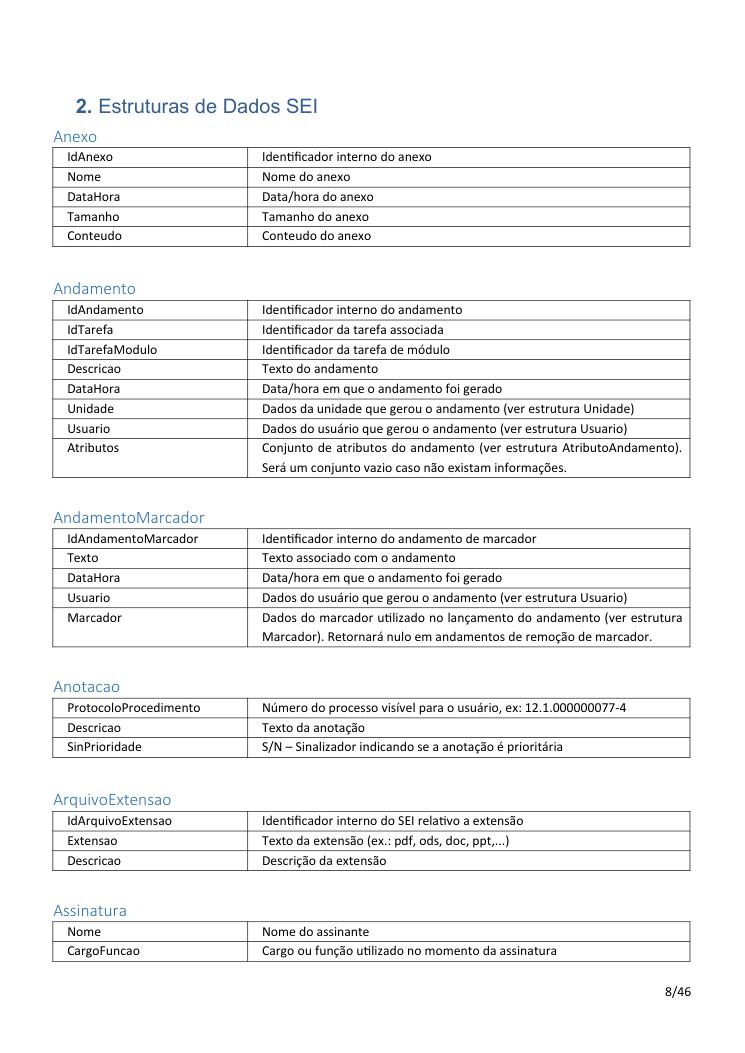 2. Estruturas de Dados SEI
Anexo
IdAnexo Identificador interno do anexo
Nome Nome do anexo
DataHora Data/hora do anexo
Tamanho Tamanho do anexo
Conteudo Conteudo do anexo
Andamento
IdAndamento Identificador interno do andamento
IdTarefa Identificador da tarefa associada
IdTarefaModulo Identificador da tarefa de módulo
Descricao Texto do andamento
DataHora Data/hora em que o andamento foi gerado
Unidade Dados da unidade que gerou o andamento (ver estrutura Unidade)
Usuario Dados do usuário que gerou o andamento (ver estrutura Usuario)
Atributos Conjunto de atributos do andamento (ver estrutura AtributoAndamento).
Será um conjunto vazio caso não existam informações.
AndamentoMarcador
IdAndamentoMarcador Identificador interno do andamento de marcador
Texto Texto associado com o andamento
DataHora Data/hora em que o andamento foi gerado
Usuario Dados do usuário que gerou o andamento (ver estrutura Usuario)
Marcador Dados do marcador utilizado no lançamento do andamento (ver estrutura
Marcador). Retornará nulo em andamentos de remoção de marcador.
Anotacao
ProtocoloProcedimento Número do processo visível para o usuário, ex: 12.1.000000077-4
Descricao Texto da anotação
SinPrioridade S/N – Sinalizador indicando se a anotação é prioritária
ArquivoExtensao
IdArquivoExtensao Identificador interno do SEI relativo a extensão
Extensao Texto da extensão (ex.: pdf, ods, doc, ppt,...)
Descricao Descrição da extensão
Assinatura
Nome Nome do assinante
CargoFuncao Cargo ou função utilizado no momento da assinatura
8/46